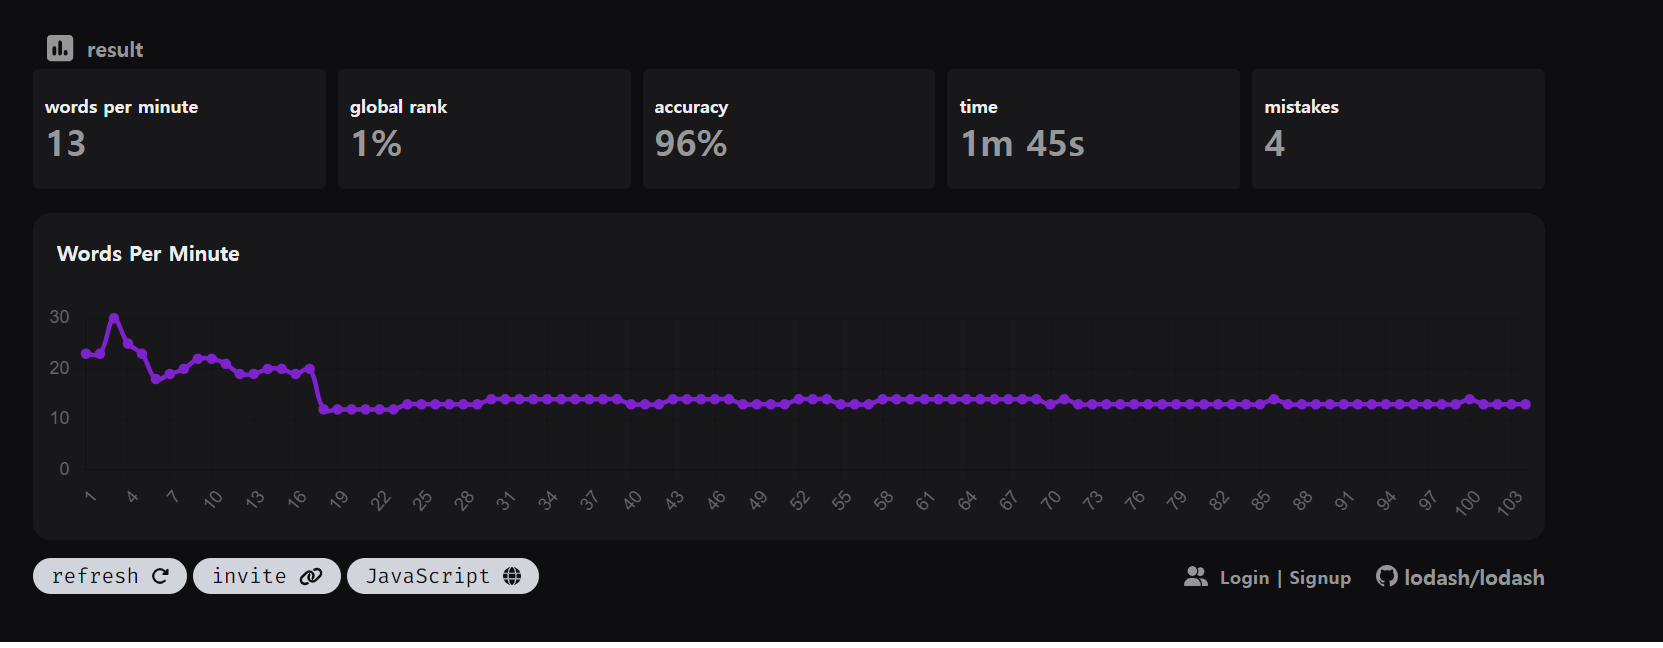 result
words per minute
13
global rank
1%
accuracy
96%
time
1m 45s
mistakes
4
Words Per Minute
30
20
10
0
1 4 7 10 13 16 19 22 25 28 31 34 37 40 43 46 49 52 55 58 61 64 67 70 73 76 79 82 85 88 91 94 97 100 103
refresh invite JavaScript Login | Signup lodash/lodash